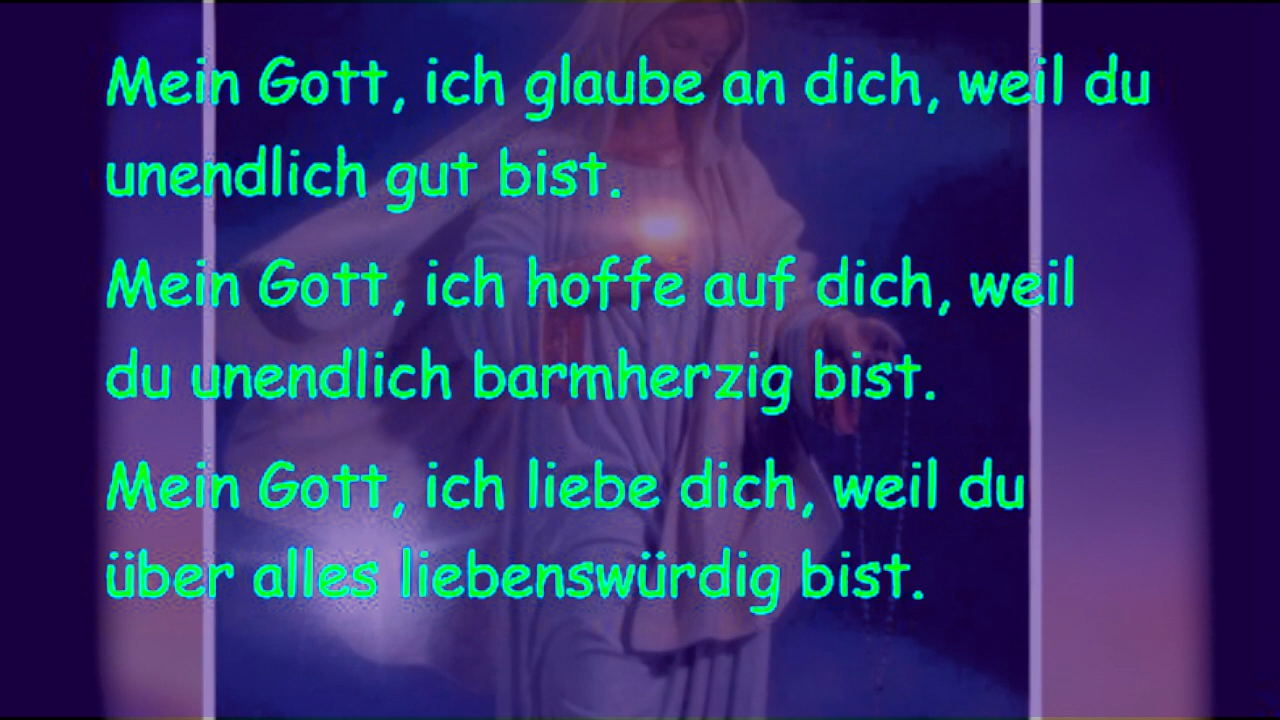 Mein Gott, ich glaube an dich, weil du
unendlich gut bist.
Mein Gott, ich hoffe auf dich, weil
du unendlich barmherzig bist.
Mein Gott, ich liebe dich, weil du
über alles liebenswürdig bist.